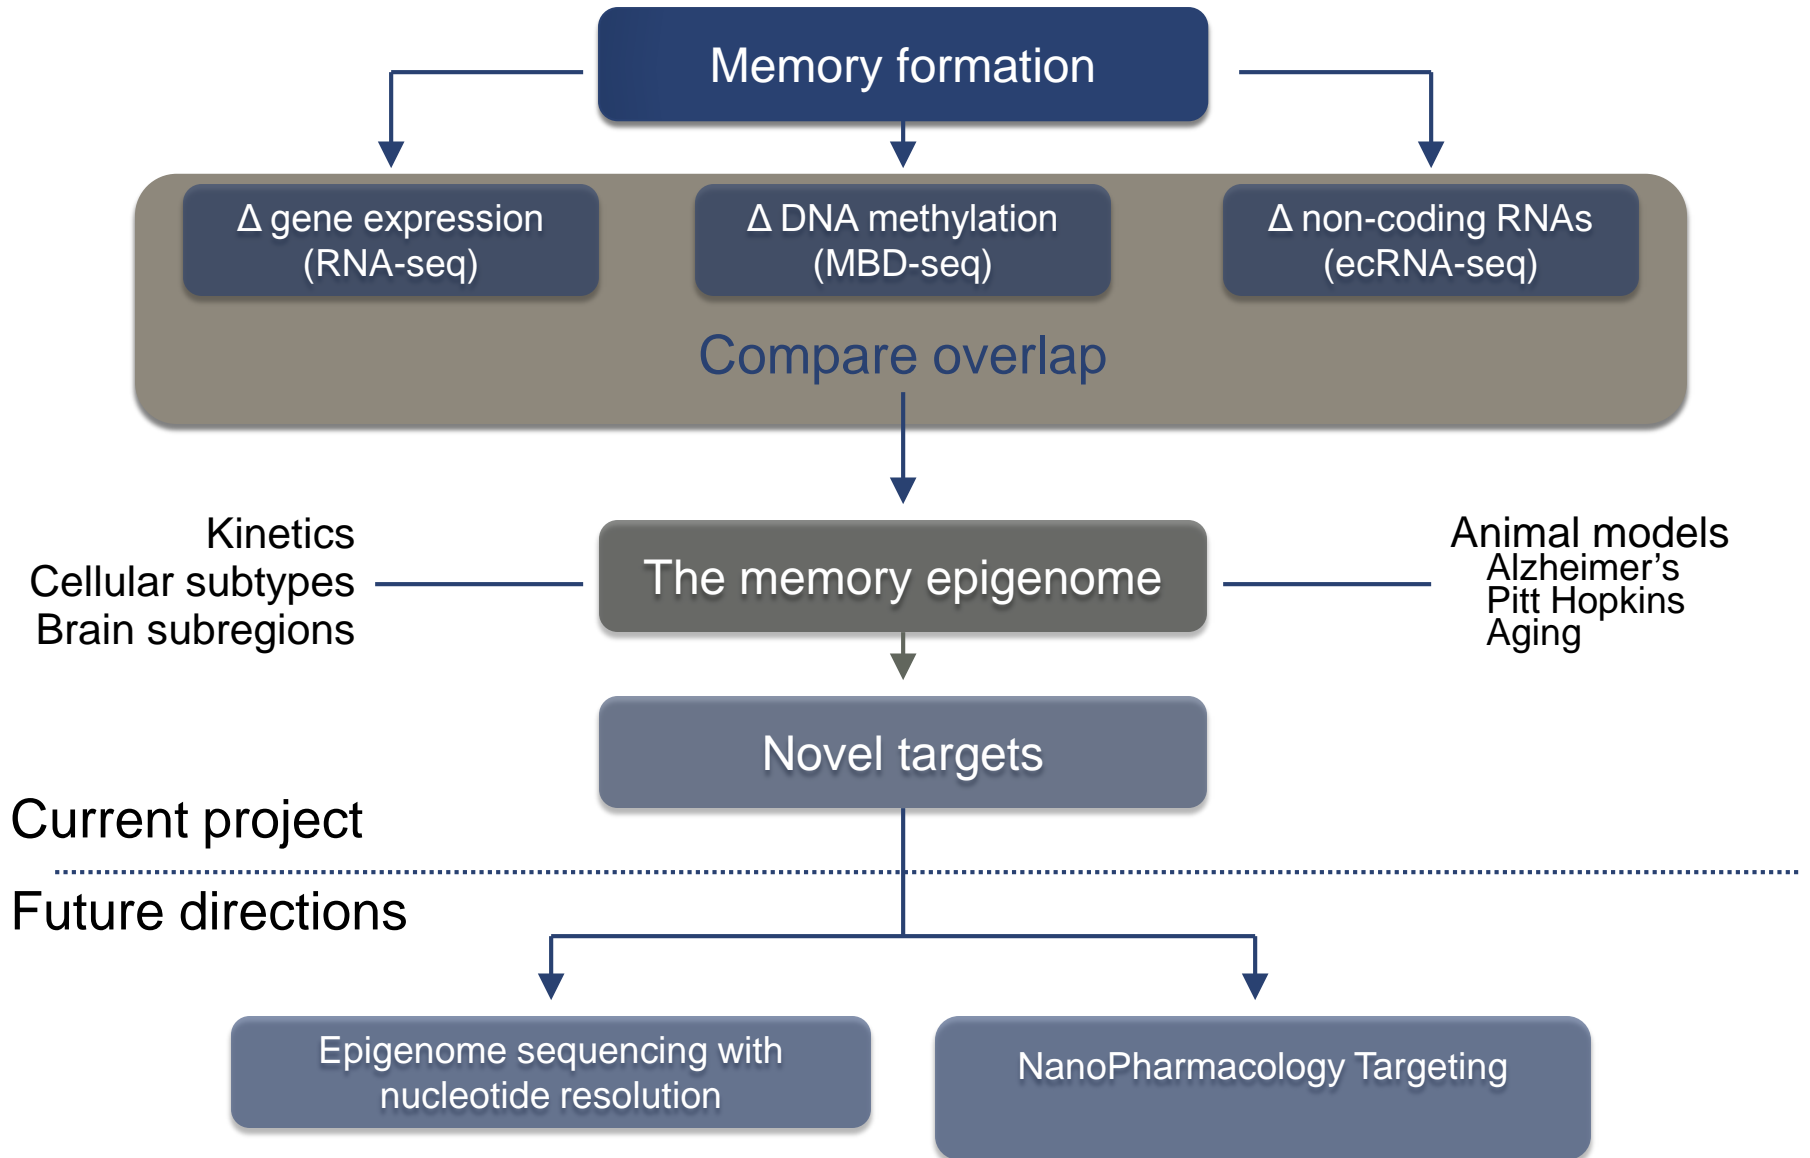 Memory formation
Δ gene expression
(RNA-seq)
Δ DNA methylation
(MBD-seq)
Δ non-coding RNAs
(ecRNA-seq)
Compare overlap
Kinetics
Cellular subtypes
Brain subregions
The memory epigenome
Animal models
Alzheimer's
Pitt Hopkins
Aging
Novel targets
Current project
Future directions
Epigenome sequencing with
nucleotide resolution
NanoPharmacology Targeting